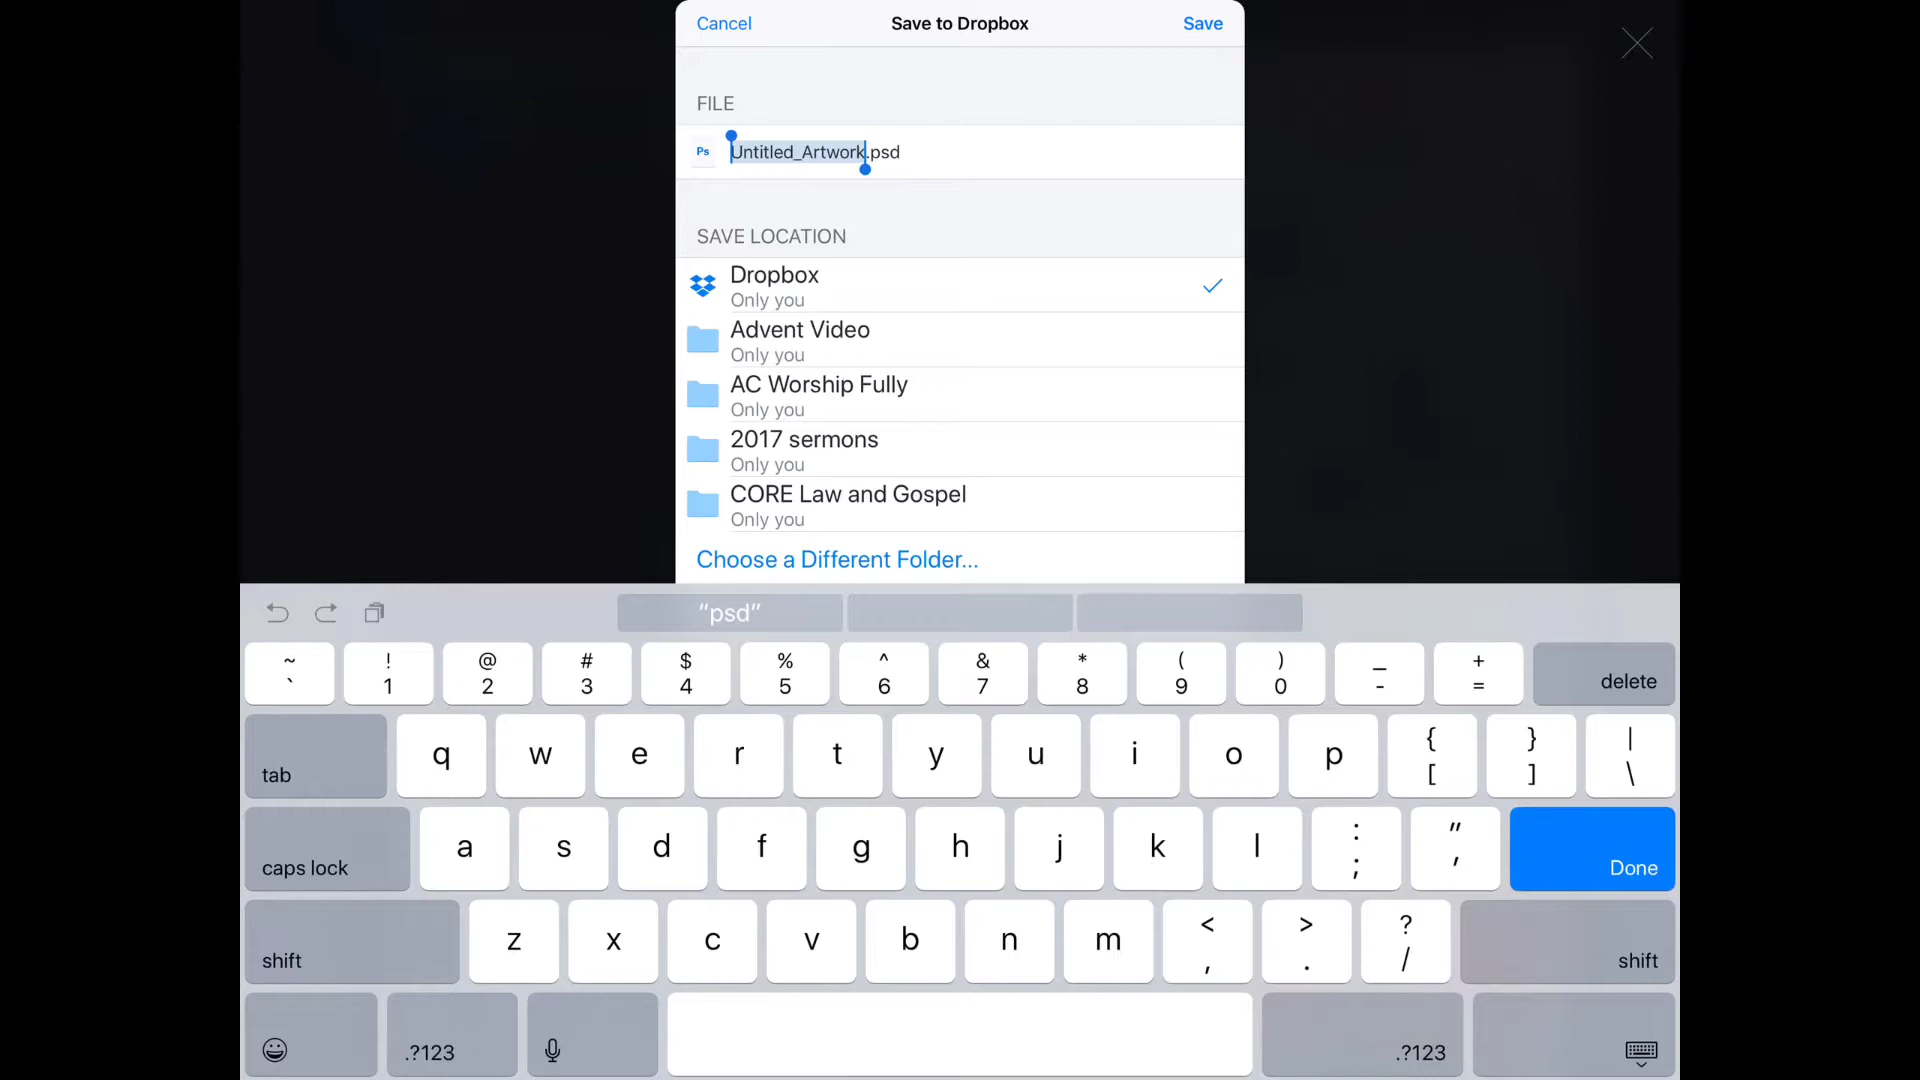 Cancel Save to Dropbox Save
FILE
Ps Untitled_Artwork.psd
SAVE LOCATION
Dropbox
Only you
Advent Video
Only you
AC Worship Fully
Only you
2017 sermons
Only you
CORE Law and Gospel
Only you
Choose a Different Folder...
“psd”
~ ! @ # $ % ^ & * ( ) _ +
` 1 2 3 4 5 6 7 8 9 0 - = delete
tab q w e r t y u i o p { [ } ] | \
caps lock a s d f g h j k l : ; " ' Done
shift z x c v b n m < , > . ? / shift
.?123 .?123